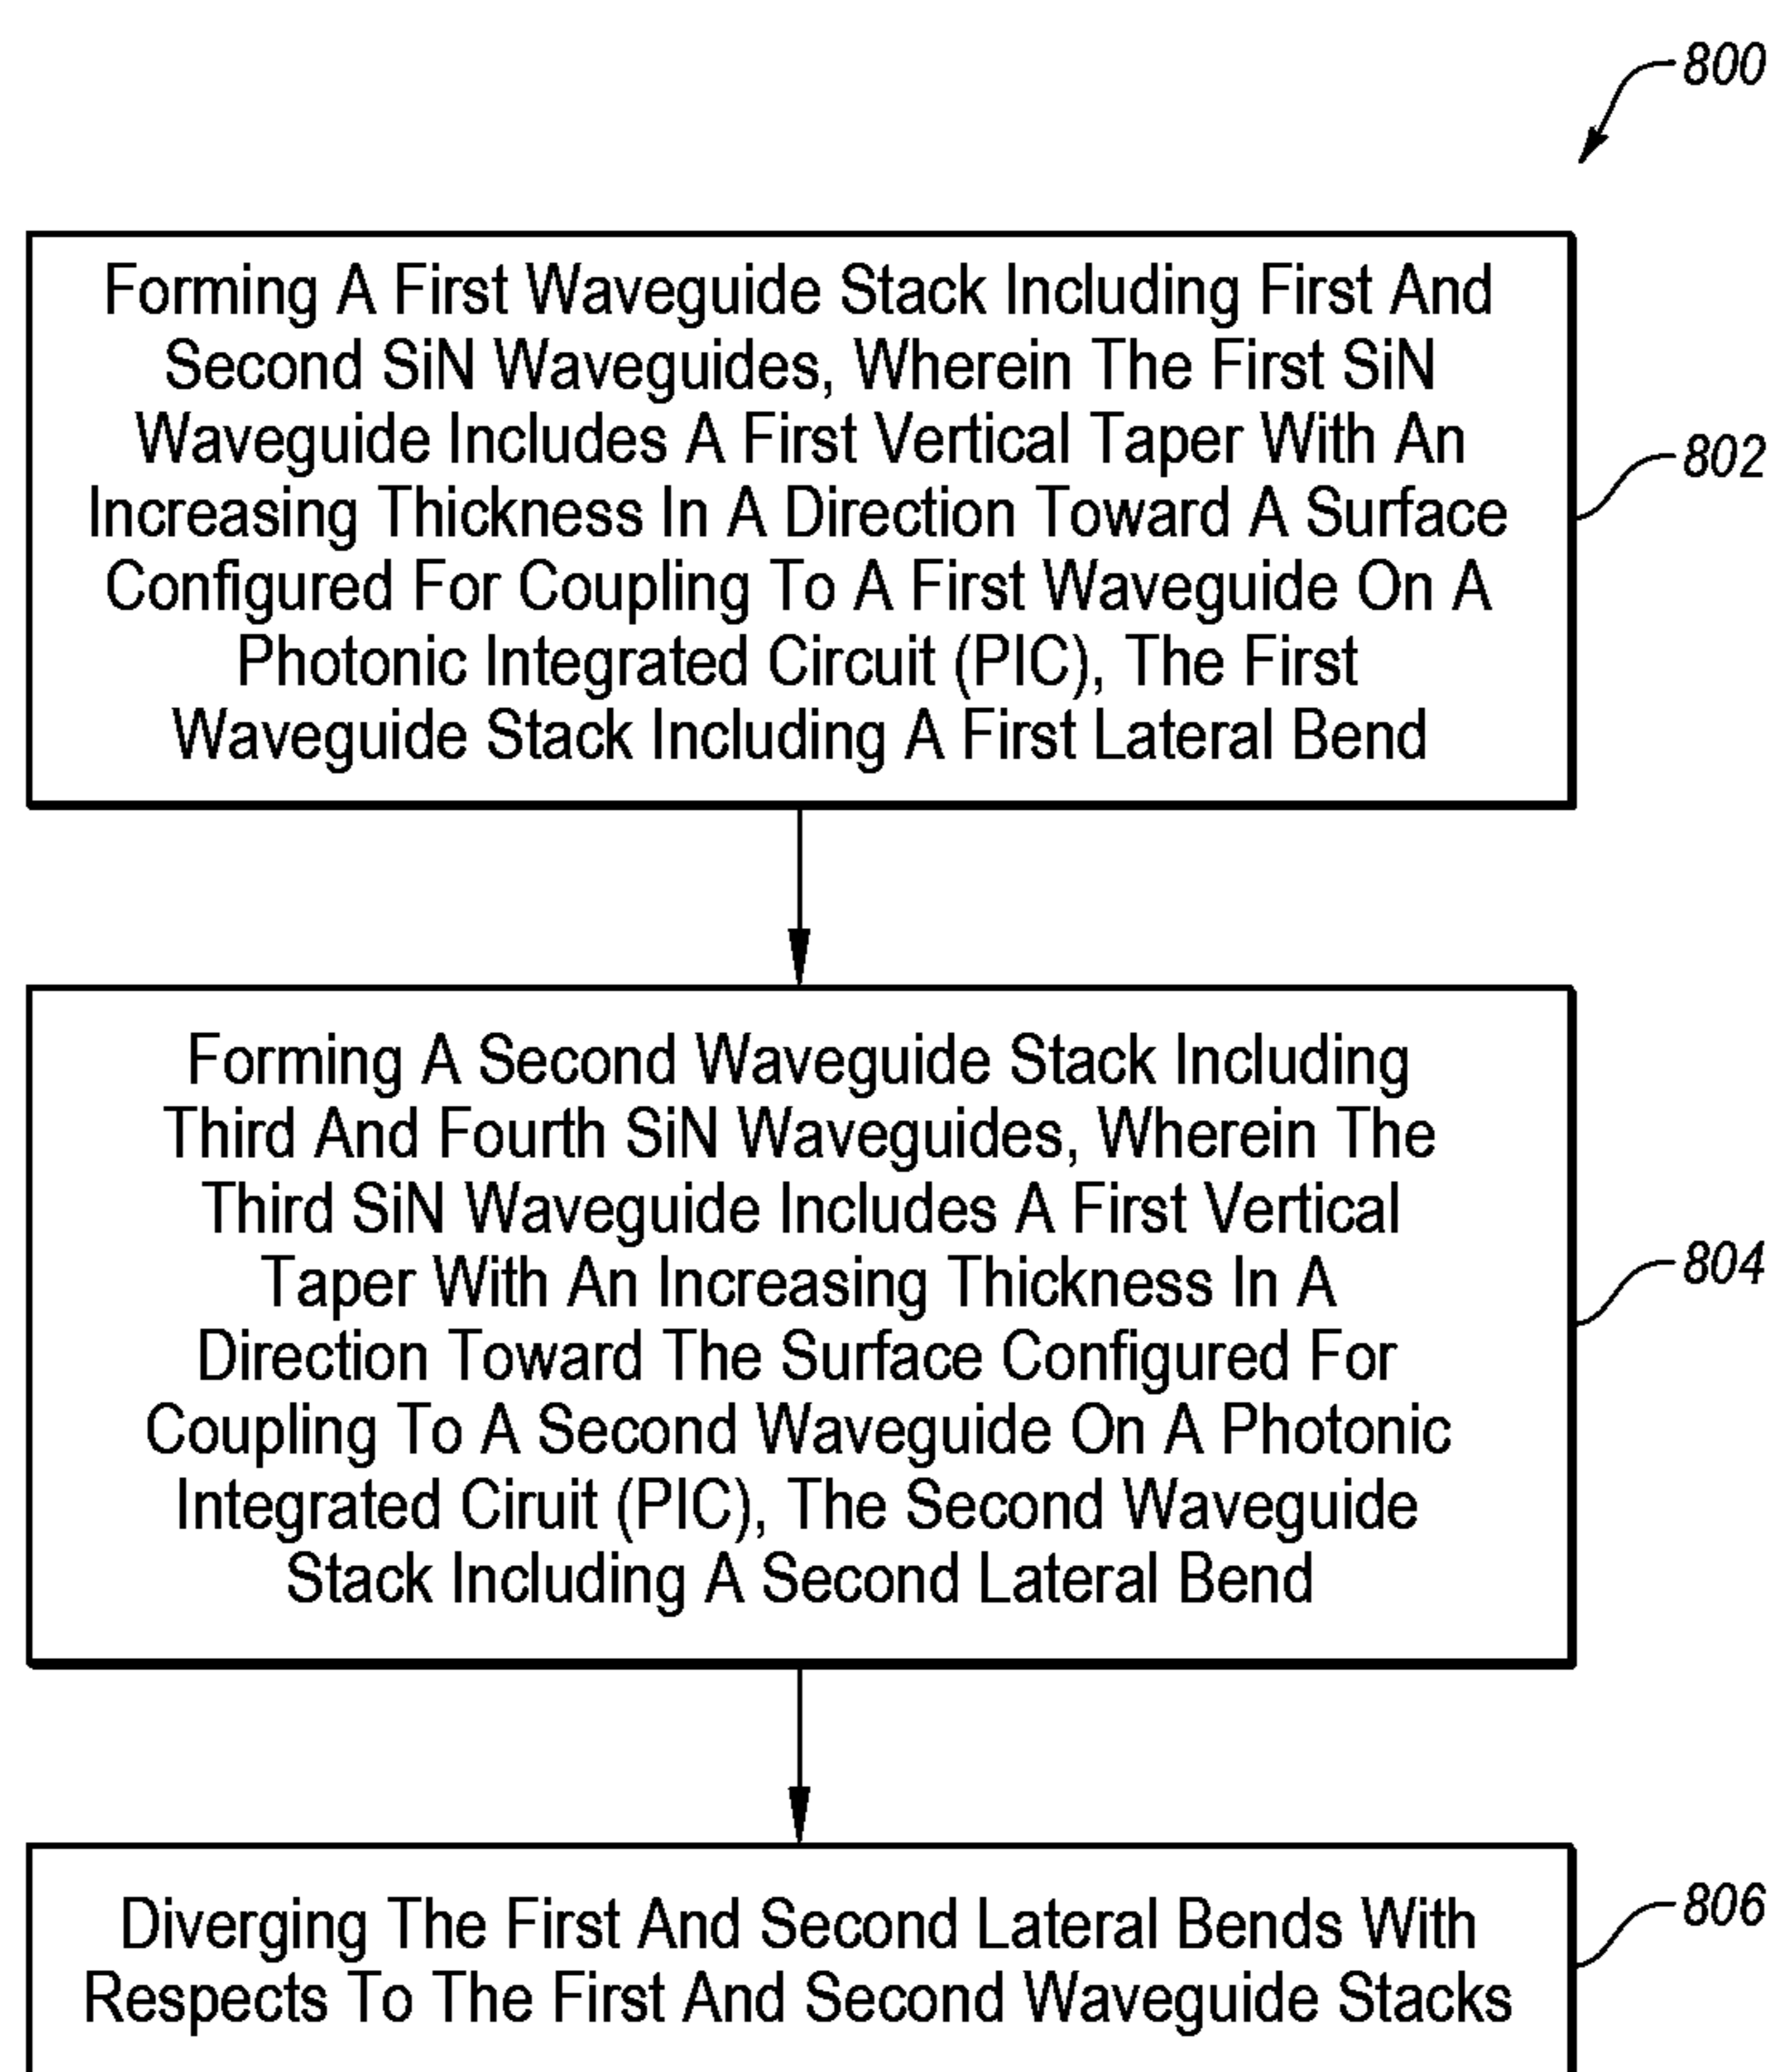 800
Forming A First Waveguide Stack Including First And
Second SiN Waveguides, Wherein The First SiN
Waveguide Includes A First Vertical Taper With An
Increasing Thickness In A Direction Toward A Surface
Configured For Coupling To A First Waveguide On A
Photonic Integrated Circuit (PIC), The First
Waveguide Stack Including A First Lateral Bend
802
Forming A Second Waveguide Stack Including
Third And Fourth SiN Waveguides, Wherein The
Third SiN Waveguide Includes A First Vertical
Taper With An Increasing Thickness In A
Direction Toward The Surface Configured For
Coupling To A Second Waveguide On A Photonic
Integrated Ciruit (PIC), The Second Waveguide
Stack Including A Second Lateral Bend
804
Diverging The First And Second Lateral Bends With
Respects To The First And Second Waveguide Stacks
806